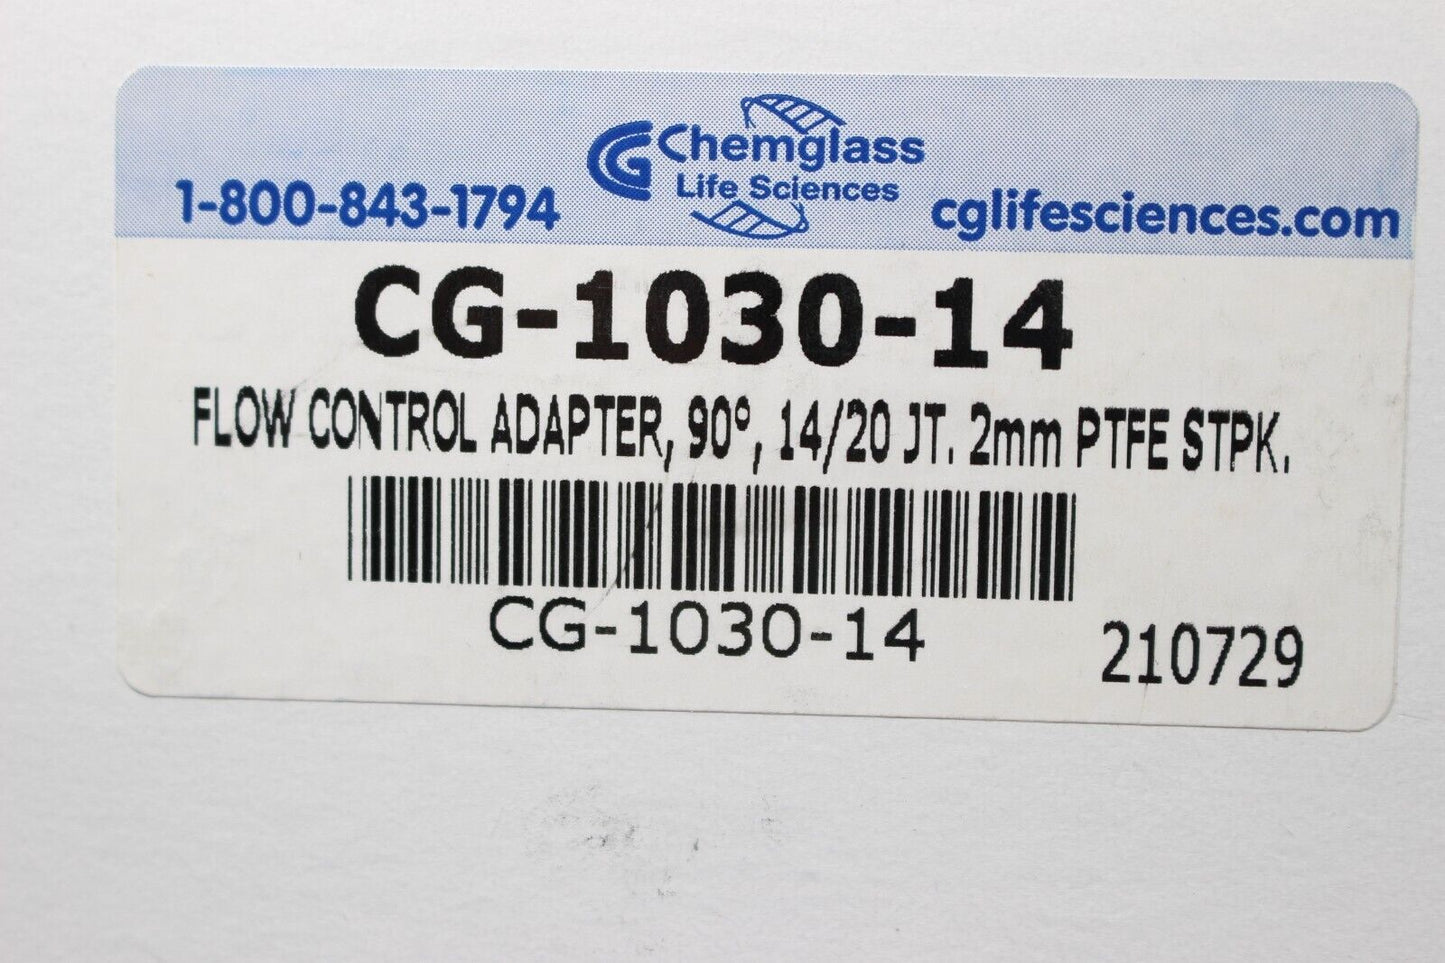 CG Chemglass
Life Sciences
1-800-843-1794
cglifesciences.com
CG-1030-14
FLOW CONTROL ADAPTER, 90°, 14/20 JT. 2mm PTFE STPK.
CG-1030-14
210729